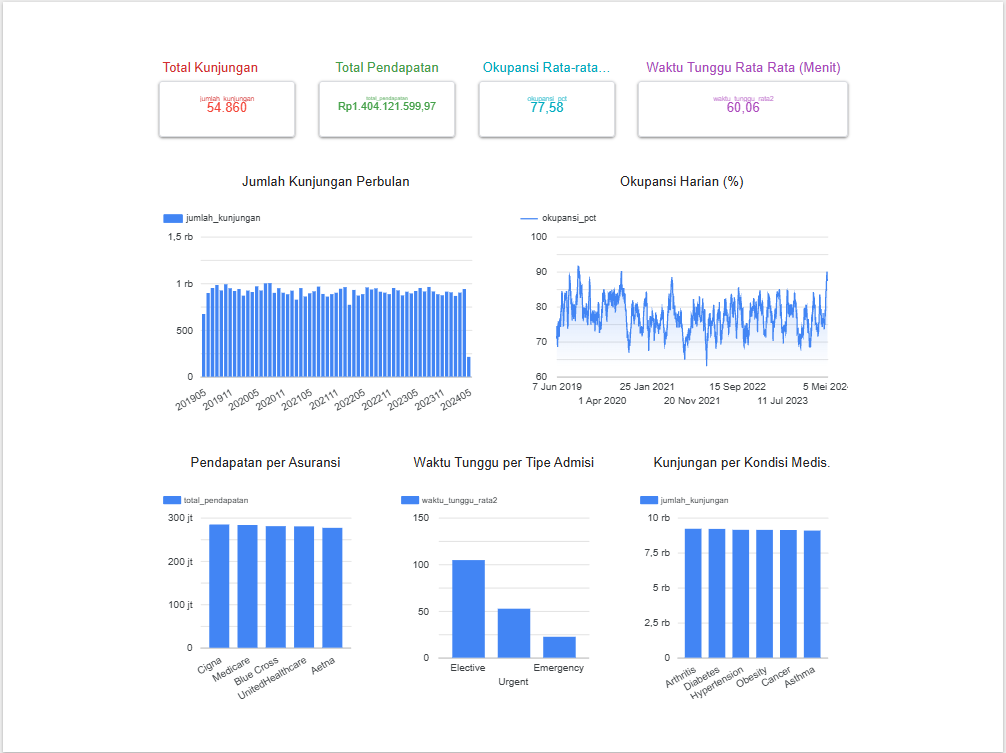 Total Kunjungan
Total Pendapatan
Okupansi Rata-rata...
Waktu Tunggu Rata Rata (Menit)
jumlah_kunjungan
54.860
total_pendapatan
Rp1.404.121.599,97
okupansi_pct
77,58
waktu_tunggu_rata2
60,06
Jumlah Kunjungan Perbulan
jumlah_kunjungan
1,5 rb
1 rb
500
0
201905
201911
202005
202011
202105
202111
202205
202211
202305
202311
202405
Okupansi Harian (%)
okupansi_pct
100
90
80
70
60
7 Jun 2019
1 Apr 2020
25 Jan 2021
20 Nov 2021
15 Sep 2022
11 Jul 2023
5 Mei 202
Pendapatan per Asuransi
total_pendapatan
300 jt
200 jt
100 jt
0
Cigna
Medicare
Blue Cross
UnitedHealthcare
Aetna
Waktu Tunggu per Tipe Admisi
waktu_tunggu_rata2
150
100
50
0
Elective
Urgent
Emergency
Kunjungan per Kondisi Medis.
jumlah_kunjungan
10 rb
7,5 rb
5 rb
2,5 rb
0
Arthritis
Diabetes
Hypertension
Obesity
Cancer
Asthma